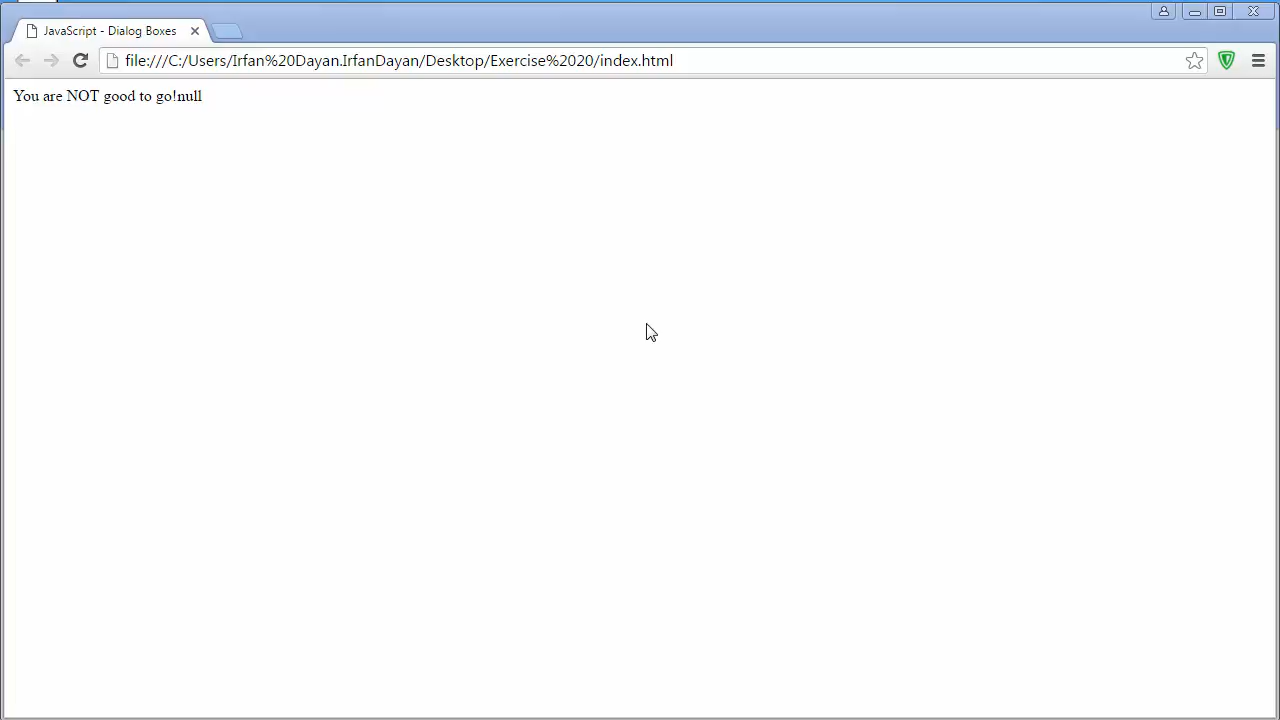 JavaScript - Dialog Boxes
file:///C:/Users/Irfan%20Dayan.IrfanDayan/Desktop/Exercise%2020/index.html
You are NOT good to go!null